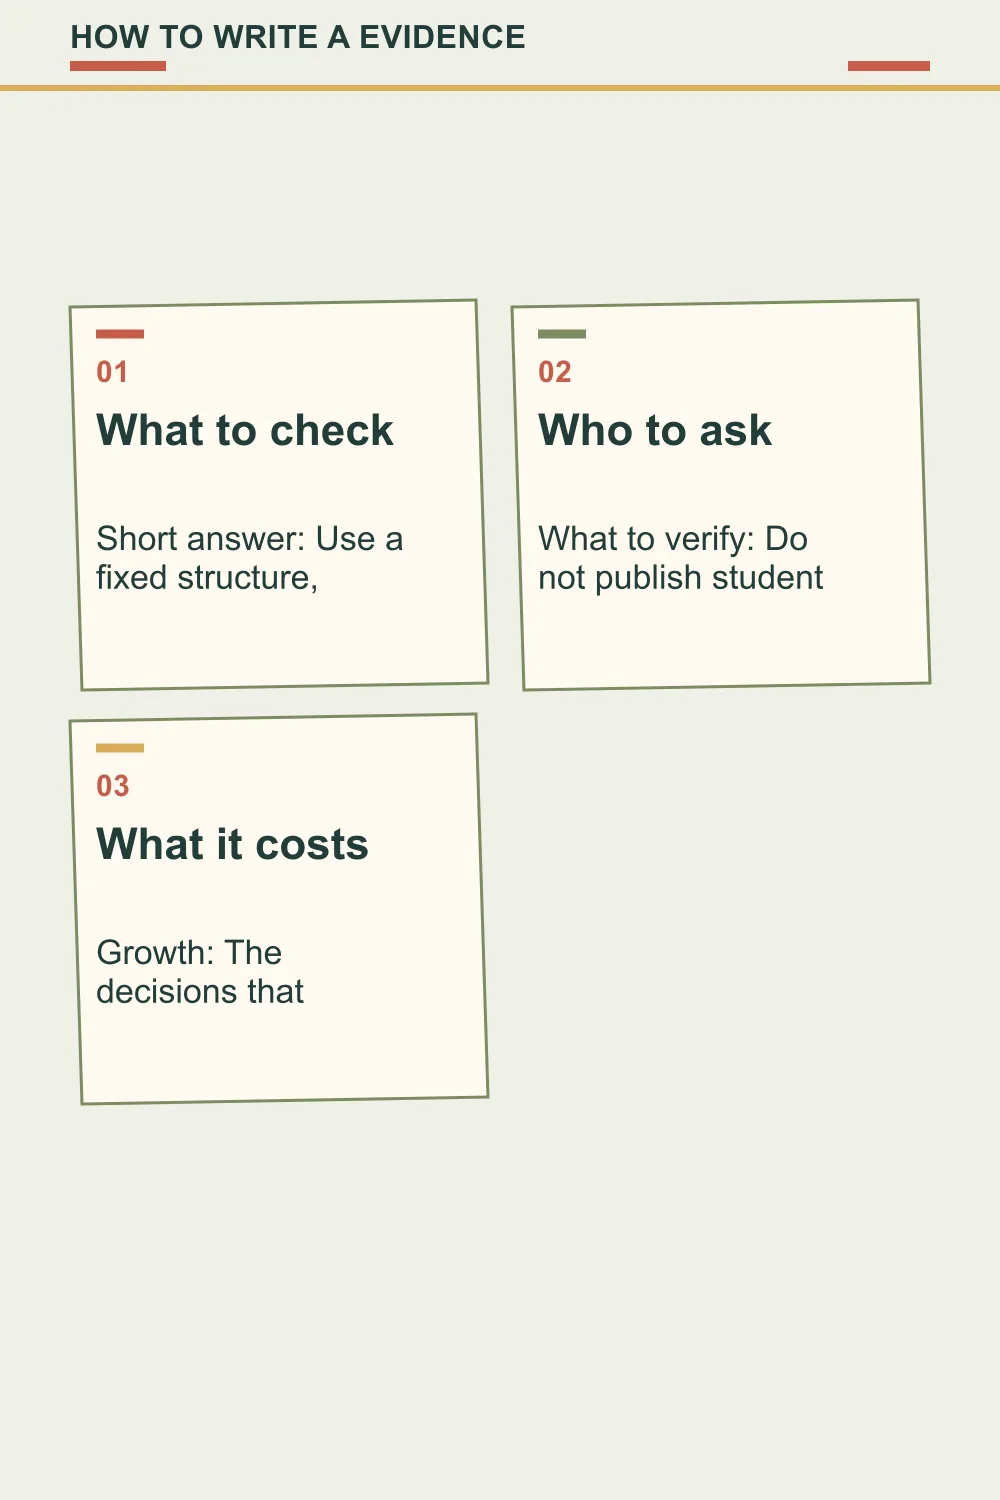 HOW TO WRITE A EVIDENCE
01
What to check
Short answer: Use a
fixed structure,
02
Who to ask
What to verify: Do
not publish student
03
What it costs
Growth: The
decisions that